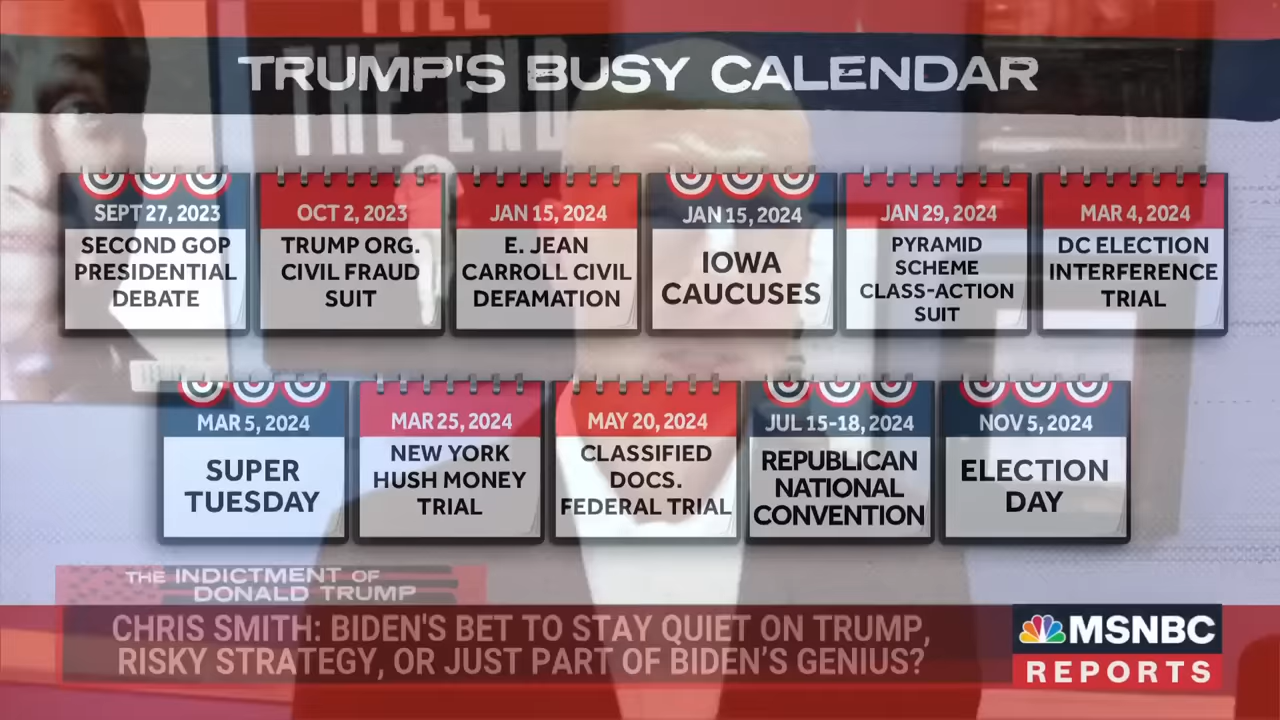 TILL
THE END
TRUMP'S BUSY CALENDAR
SEPT 27, 2023
SECOND GOP
PRESIDENTIAL
DEBATE
OCT 2, 2023
TRUMP ORG.
CIVIL FRAUD
SUIT
JAN 15, 2024
E. JEAN
CARROLL CIVIL
DEFAMATION
JAN 15, 2024
IOWA
CAUCUSES
JAN 29, 2024
PYRAMID
SCHEME
CLASS-ACTION
SUIT
MAR 4, 2024
DC ELECTION
INTERFERENCE
TRIAL
MAR 5, 2024
SUPER
TUESDAY
MAR 25, 2024
NEW YORK
HUSH MONEY
TRIAL
MAY 20, 2024
CLASSIFIED
DOCS.
FEDERAL TRIAL
JUL 15-18, 2024
REPUBLICAN
NATIONAL
CONVENTION
NOV 5, 2024
ELECTION
DAY
THE INDICTMENT OF
DONALD TRUMP
CHRIS SMITH: BIDEN'S BET TO STAY QUIET ON TRUMP,
RISKY STRATEGY, OR JUST PART OF BIDEN'S GENIUS?
MSNBC
REPORTS